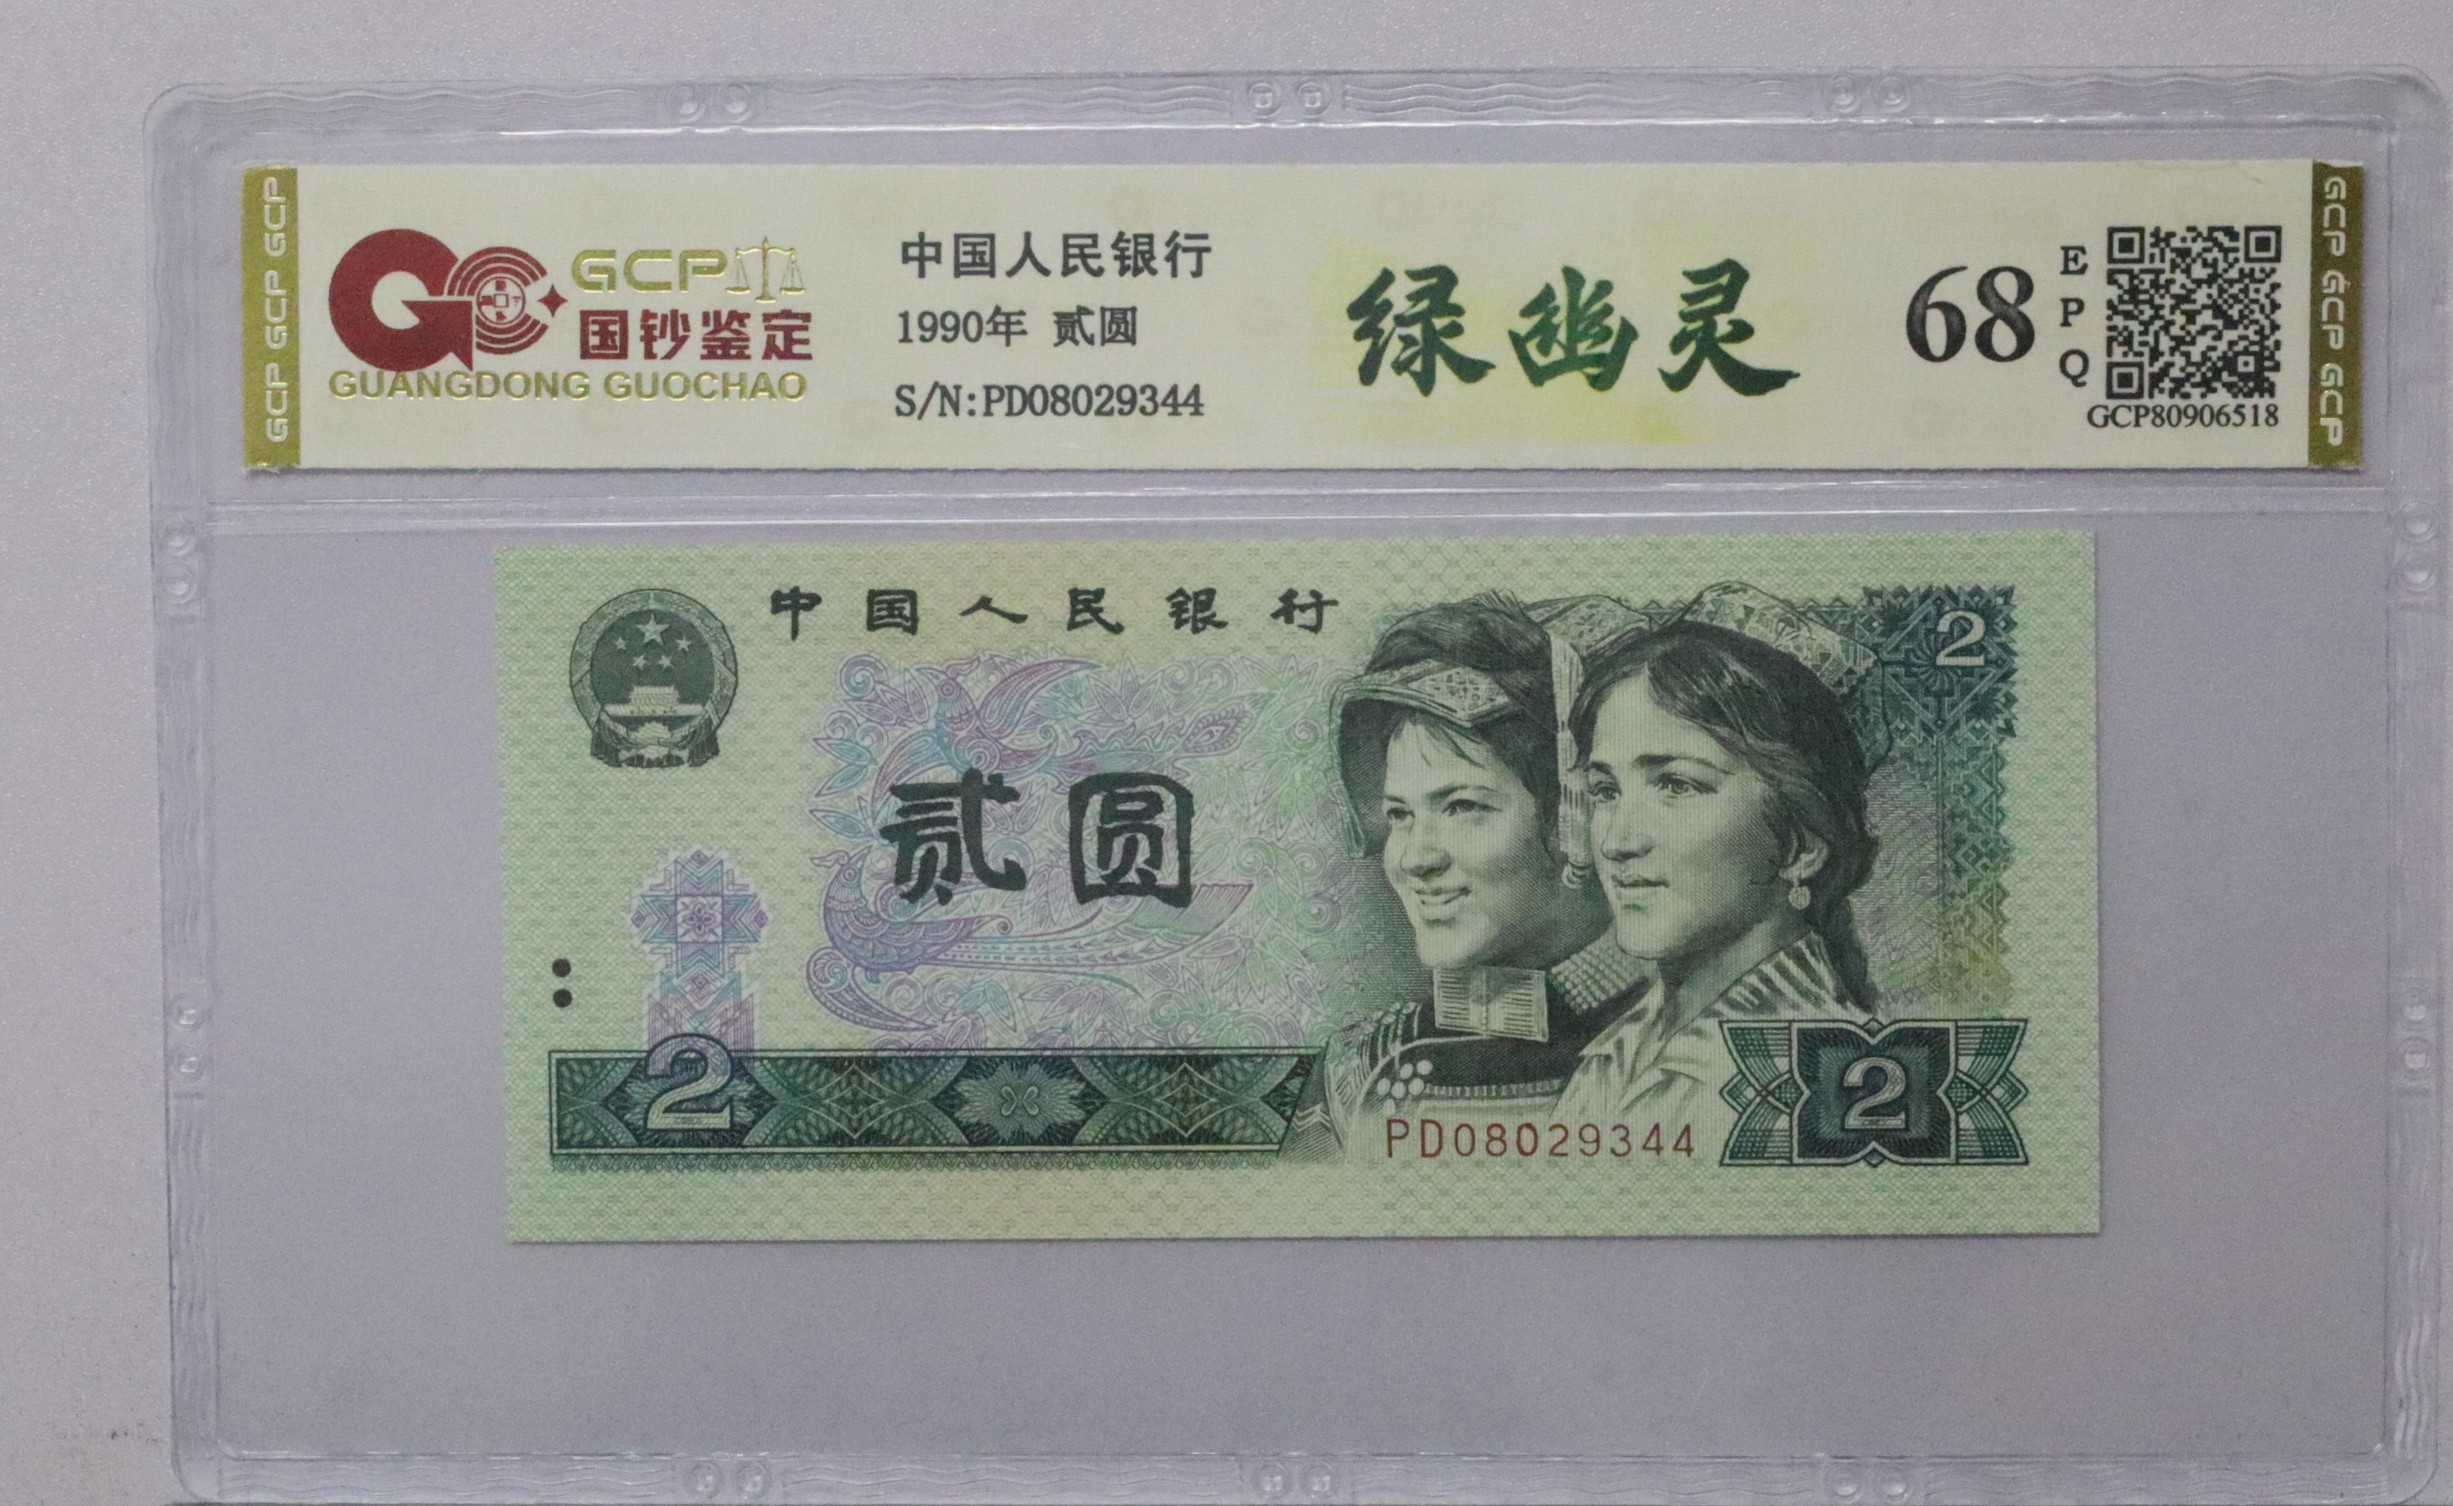 GCP GCP GCP
GCP
国钞鉴定
GUANGDONG GUOCHAO
中国人民银行
1990年 贰圆
S/N:PD08029344
绿幽灵
68
E
P
Q
GCP80906518
GCP GCP GCP
中国人民银行
2
贰圆
2
PD08029344
2